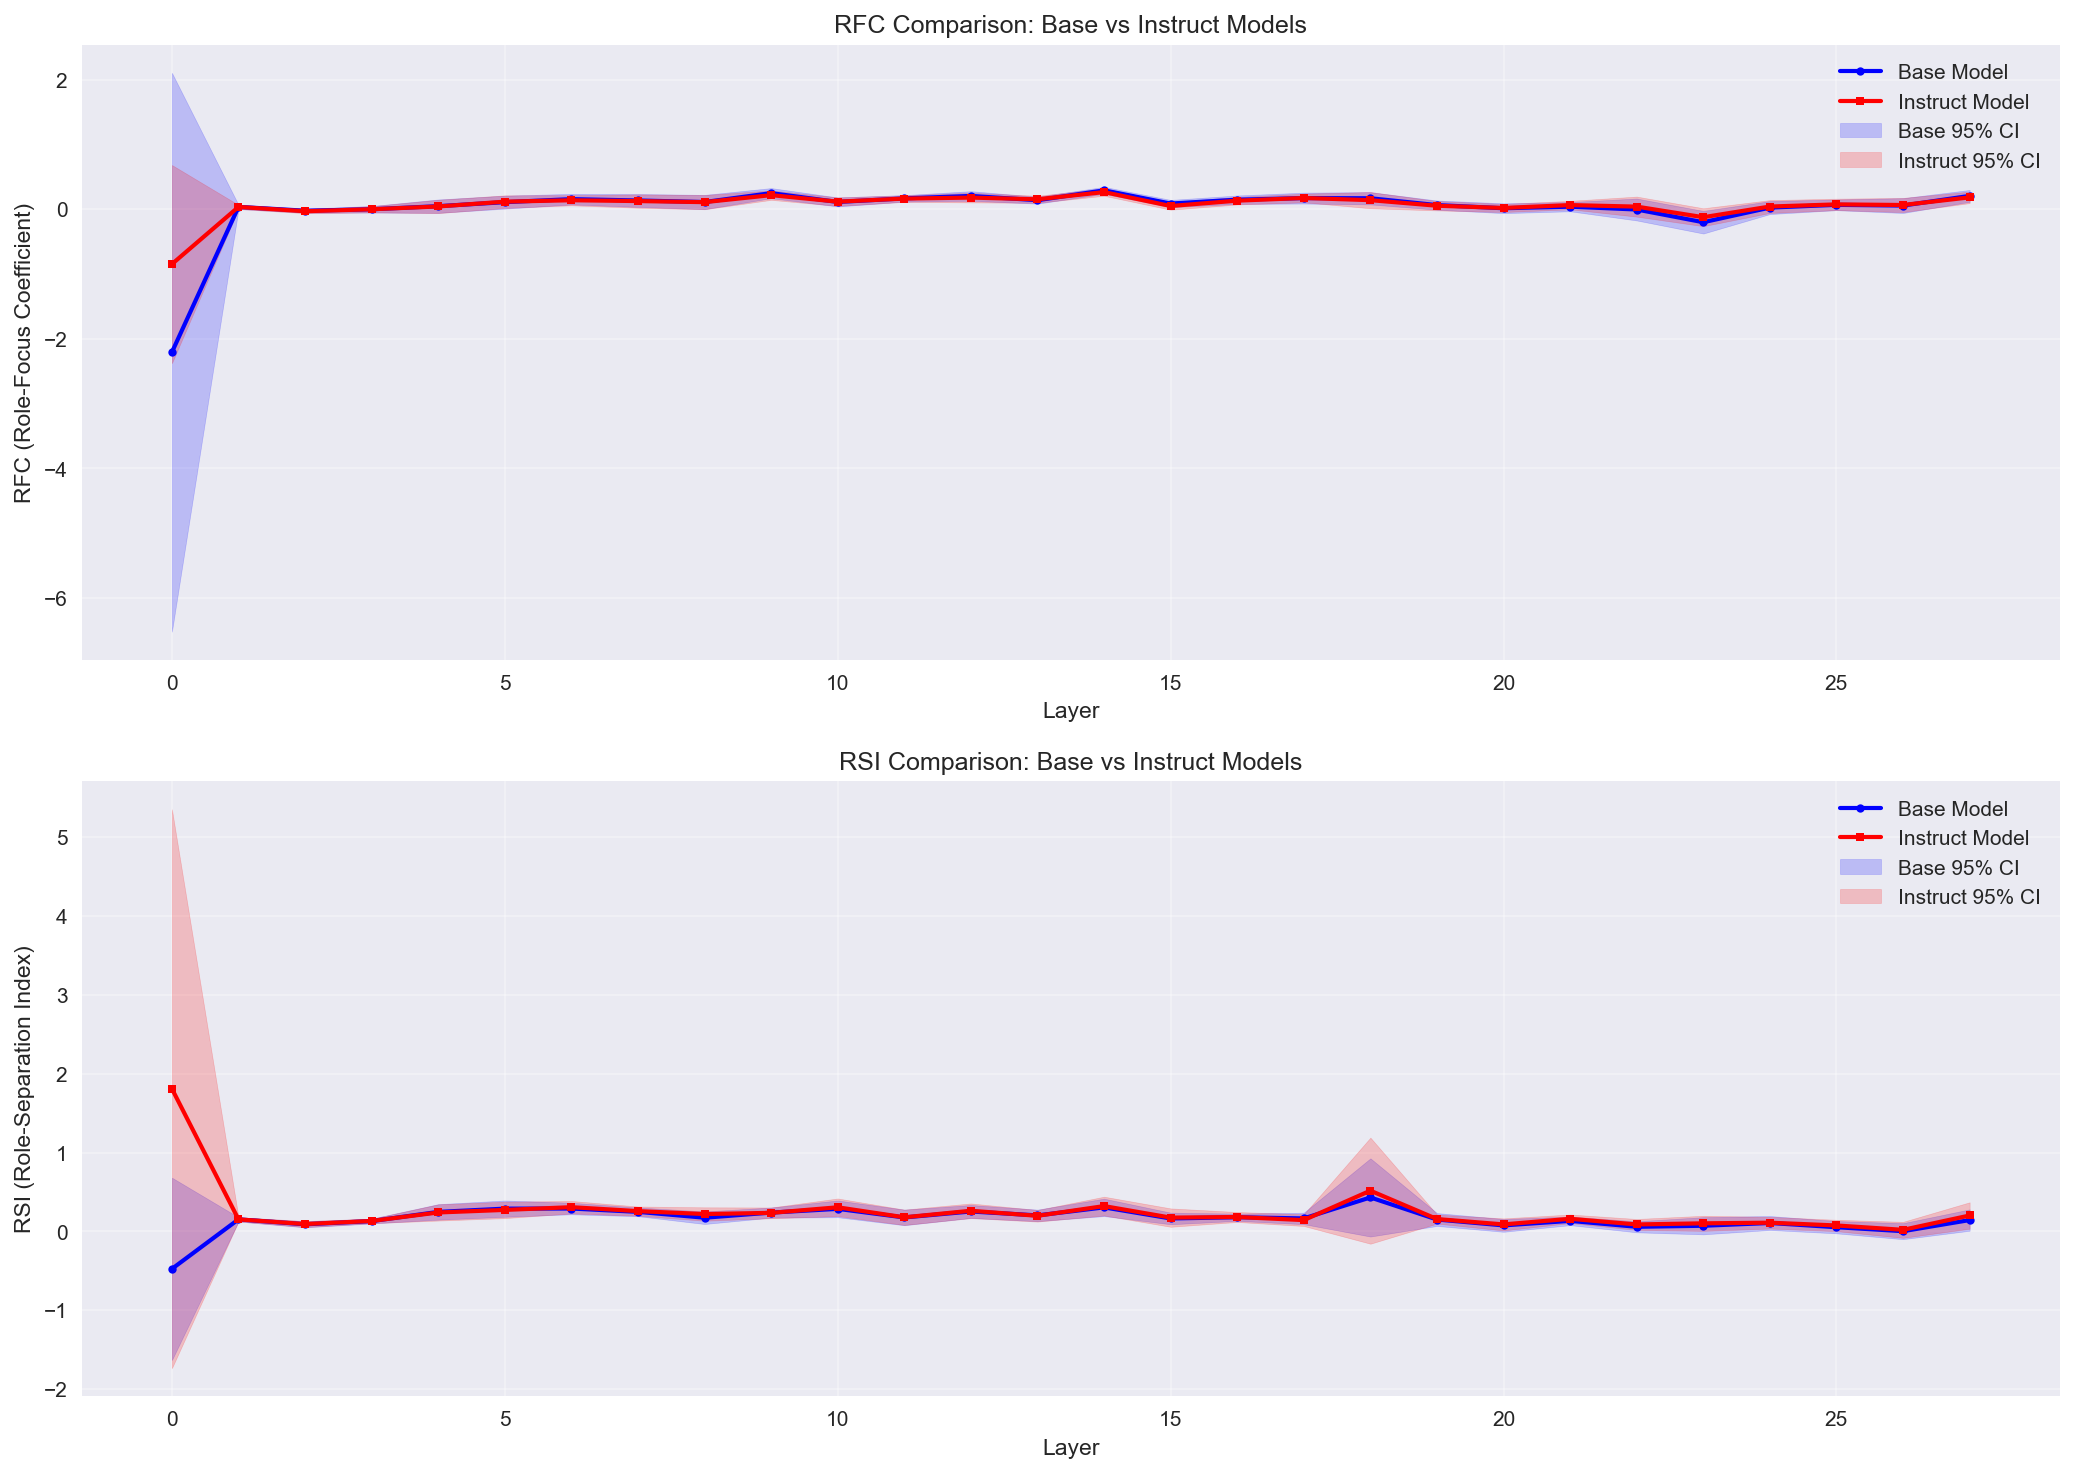 RFC Comparison: Base vs Instruct Models
Base Model
Instruct Model
Base 95% CI
Instruct 95% CI
RFC (Role-Focus Coefficient)
2
0
−2
−4
−6
0 5 10 15 20 25
Layer
RSI Comparison: Base vs Instruct Models
Base Model
Instruct Model
Base 95% CI
Instruct 95% CI
RSI (Role-Separation Index)
5
4
3
2
1
0
−1
−2
0 5 10 15 20 25
Layer